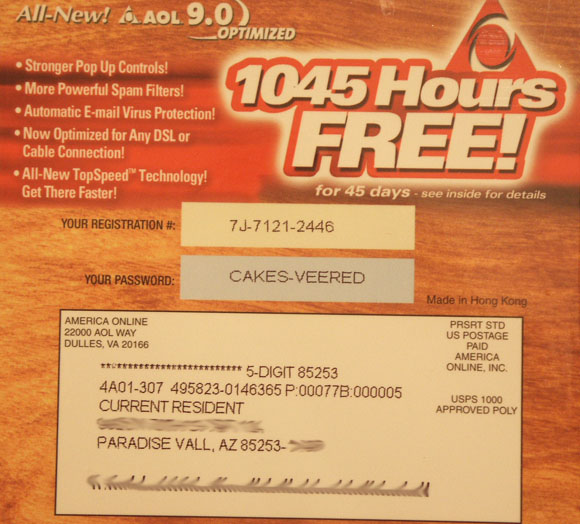 All-New! AOL 9.0
OPTIMIZED
• Stronger Pop Up Controls!
• More Powerful Spam Filters!
• Automatic E-mail Virus Protection!
• Now Optimized for Any DSL or
Cable Connection!
• All-New TopSpeed™ Technology!
Get There Faster!
1045 Hours
FREE!
for 45 days - see inside for details
YOUR REGISTRATION #: 7J-7121-2446
YOUR PASSWORD: CAKES-VEERED
Made in Hong Kong
AMERICA ONLINE
22000 AOL WAY
DULLES, VA 20166
PRSRT STD
US POSTAGE
PAID
AMERICA
ONLINE, INC.
USPS 1000
APPROVED POLY
************************** 5-DIGIT 85253
4A01-307 495823-0146365 P:00077B:000005
CURRENT RESIDENT
PARADISE VALL, AZ 85253-